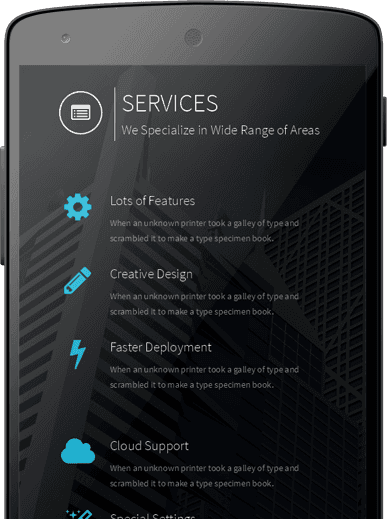 SERVICES
We Specialize in Wide Range of Areas
Lots of Features
When an unknown printer took a galley of type and
scrambled it to make a type specimen book.
Creative Design
When an unknown printer took a galley of type and
scrambled it to make a type specimen book.
Faster Deployment
When an unknown printer took a galley of type and
scrambled it to make a type specimen book.
Cloud Support
When an unknown printer took a galley of type and
scrambled it to make a type specimen book.
Special Settings